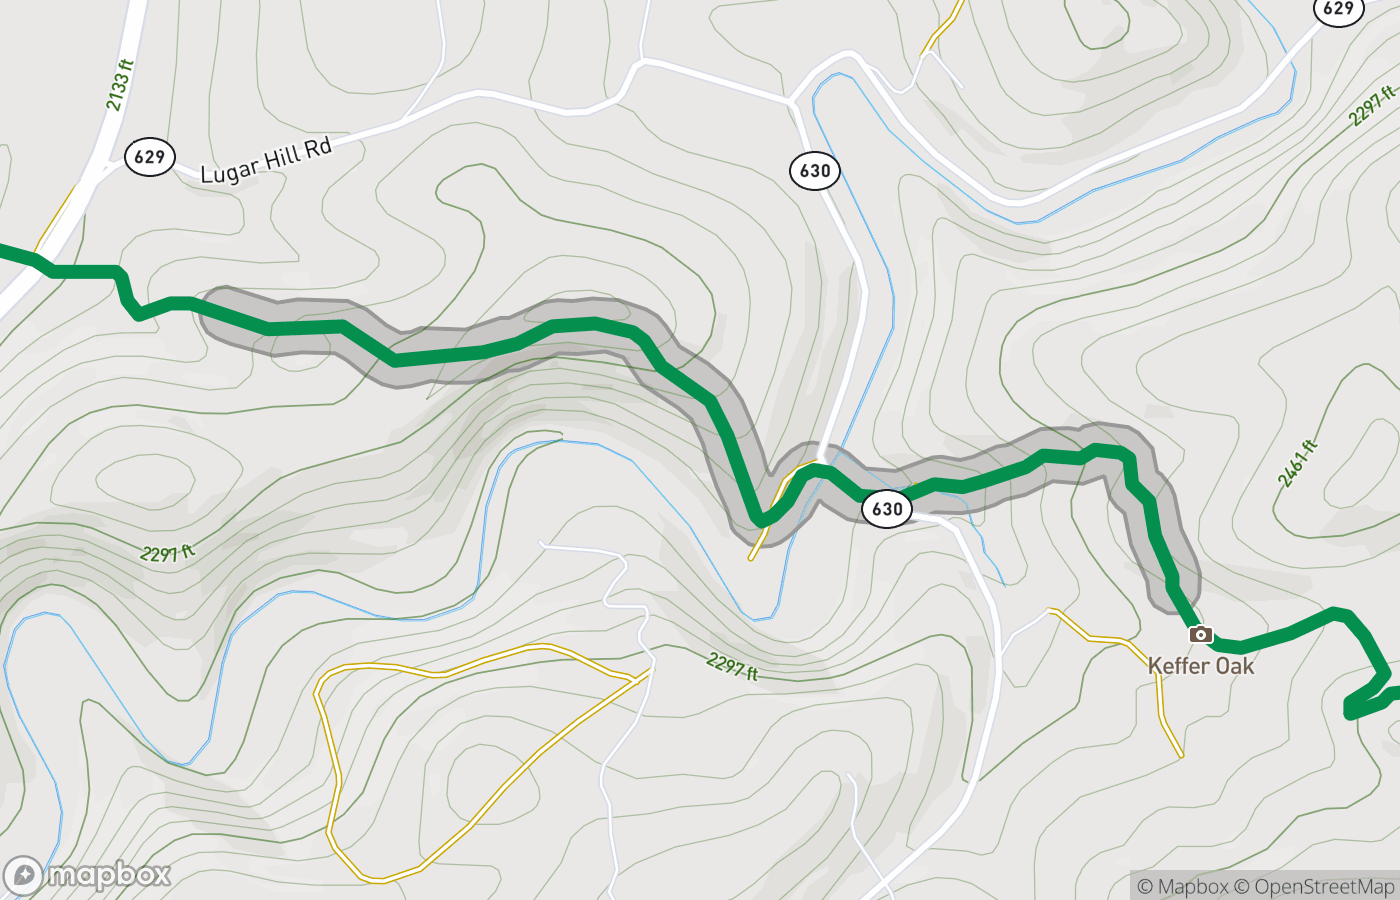 629
2133 ft
2297 ft
629
Lugar Hill Rd
630
2461 ft
630
2297 ft
2297 ft
Keffer Oak
mapbox
© Mapbox © OpenStreetMap